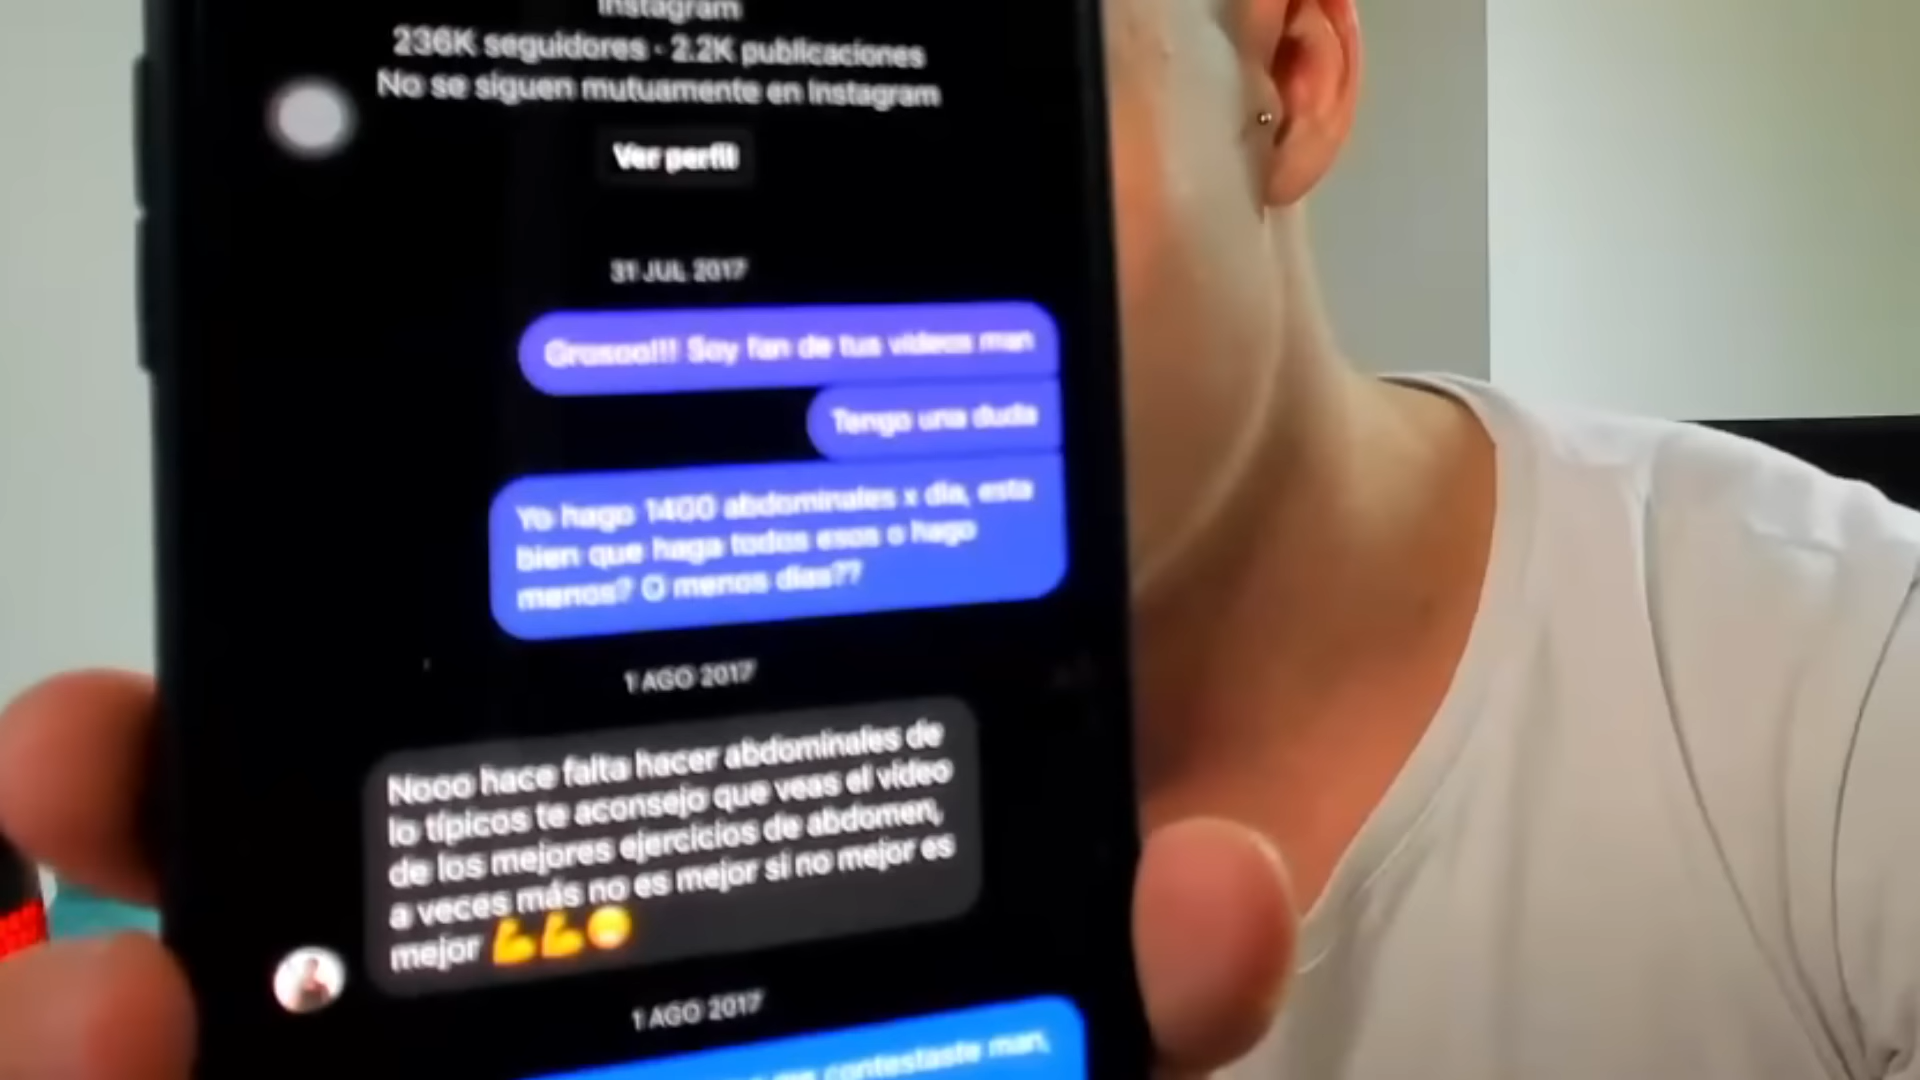 Instagram
236K seguidores · 2.2K publicaciones
No se siguen mutuamente en Instagram
Ver perfil
31 JUL 2017
Grosoo!!! Soy fan de tus videos man
Tengo una duda
Yo hago 1400 abdominales x dia, esta
bien que haga todos esos o hago
menos? O menos dias??
1 AGO 2017
Nooo hace falta hacer abdominales de
lo típicos te aconsejo que veas el video
de los mejores ejercicios de abdomen,
a veces más no es mejor si no mejor es
mejor 💪💪😁
1 AGO 2017
me contestaste man,